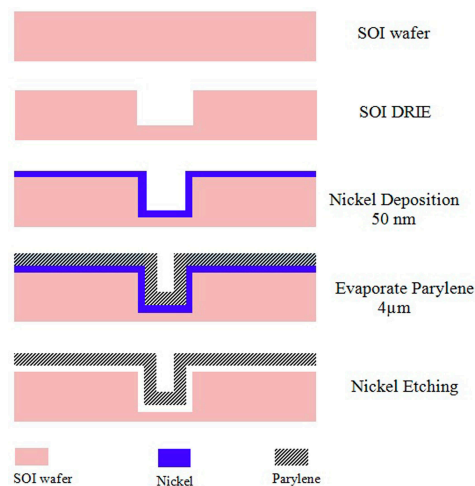 SOI wafer
SOI DRIE
Nickel Deposition
50 nm
Evaporate Parylene
4µm
Nickel Etching
SOI wafer
Nickel
Parylene